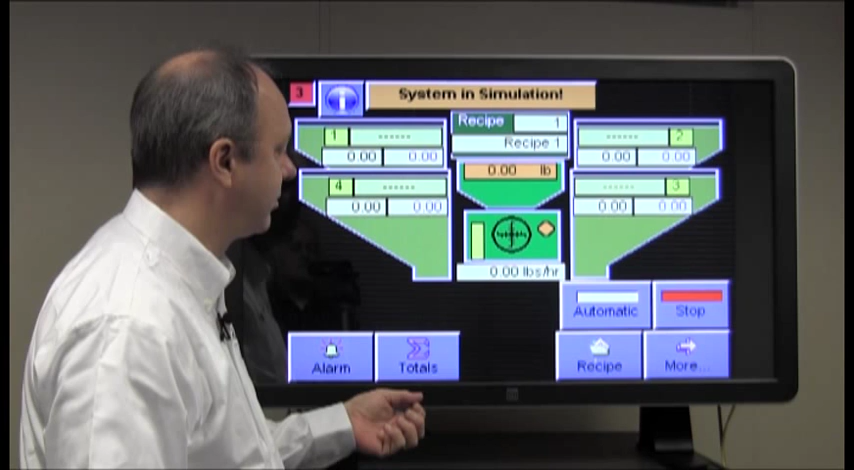 3
i
System in Simulation!
Recipe 1
Recipe 1
1 ------
0.00 0.00
------ 2
0.00 0.00
0.00 lb
4 ------
0.00 0.00
------ 3
0.00 0.00
0.00 lbs/hr
Automatic
Stop
Alarm
Totals
Recipe
More...